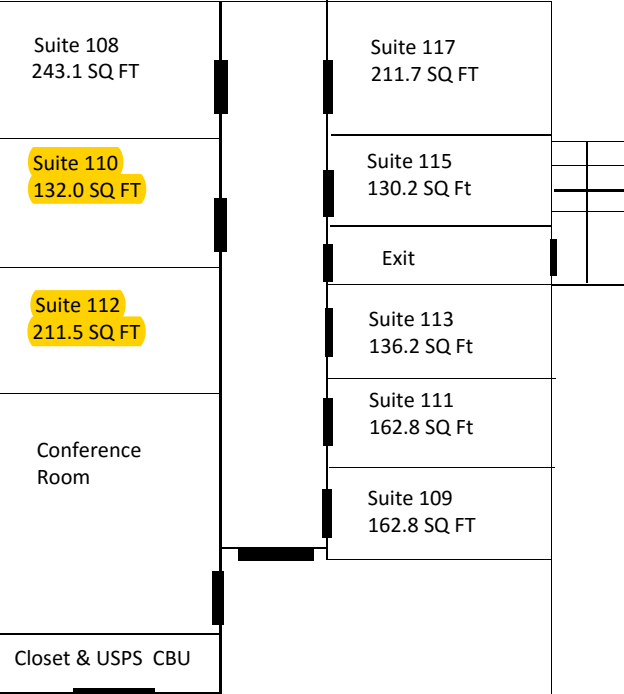 Suite 108
243.1 SQ FT
Suite 110
132.0 SQ FT
Suite 112
211.5 SQ FT
Conference
Room
Closet & USPS CBU
Suite 117
211.7 SQ FT
Suite 115
130.2 SQ Ft
Exit
Suite 113
136.2 SQ Ft
Suite 111
162.8 SQ Ft
Suite 109
162.8 SQ FT